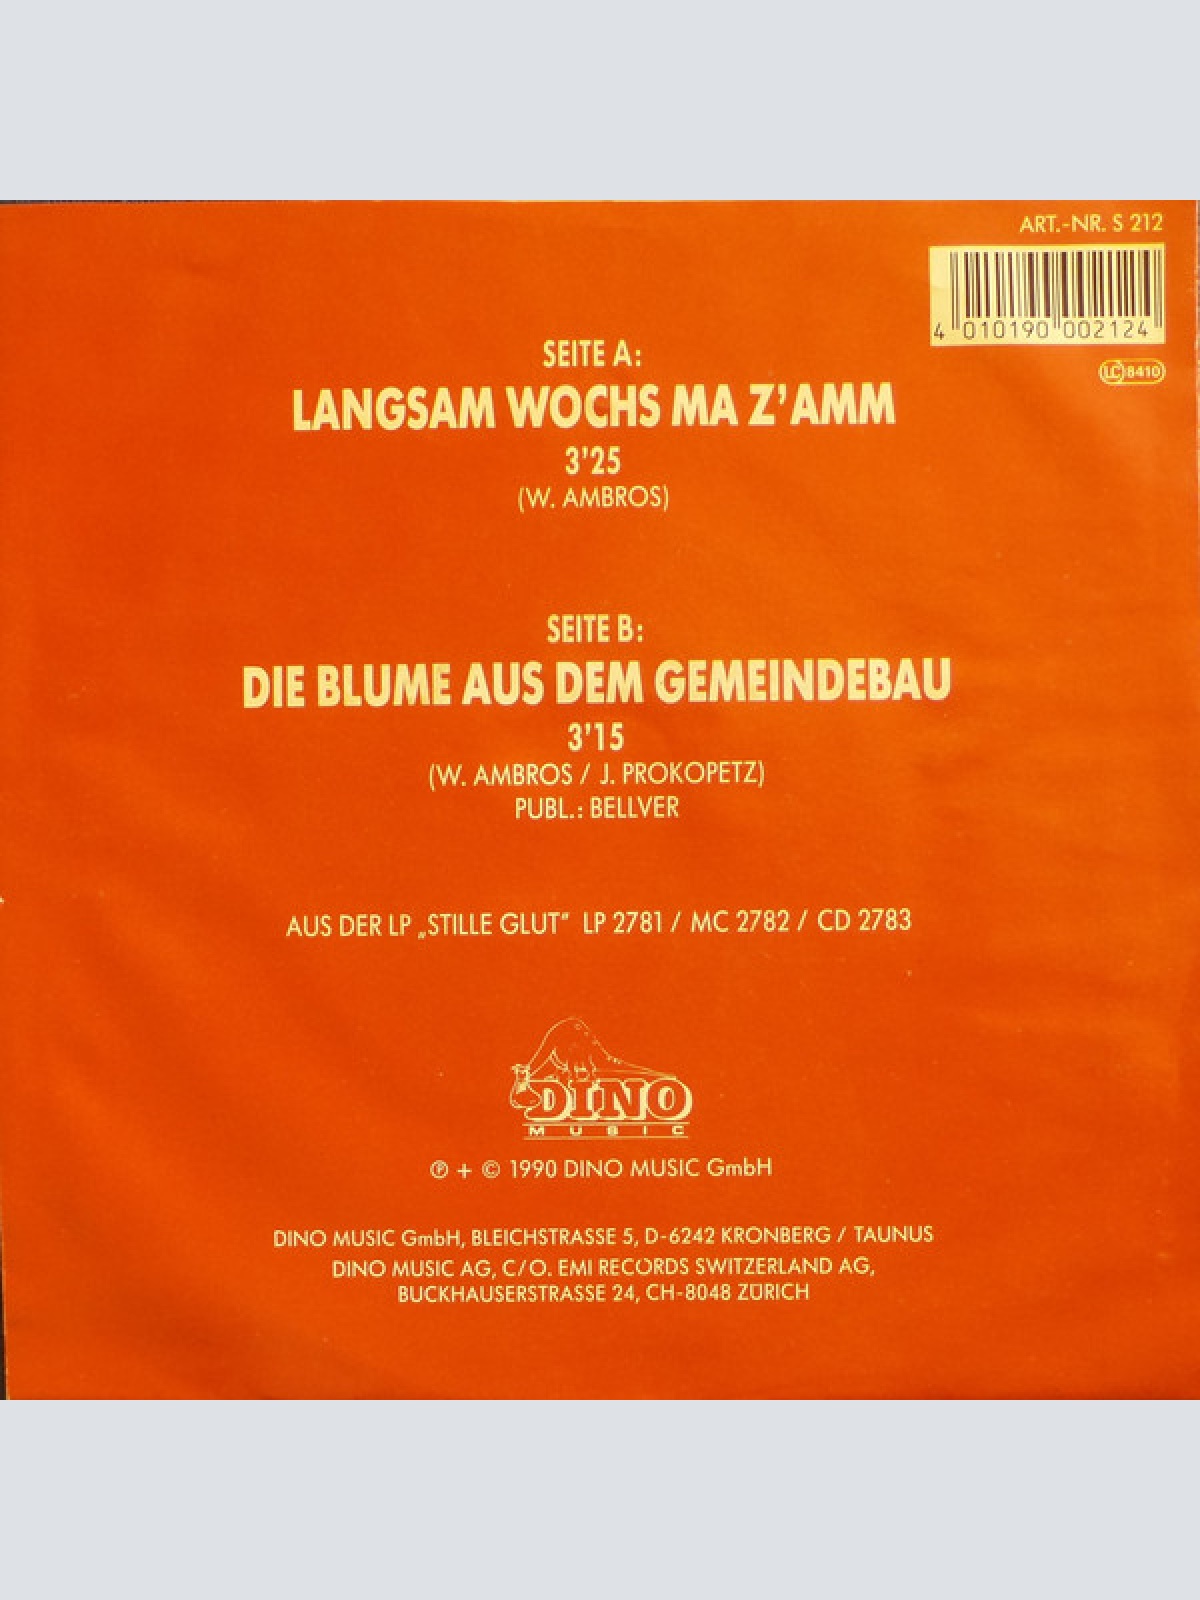 ART.-NR. S 212
4 010190 002124
LC 8410
SEITE A:
LANGSAM WOCHS MA Z'AMM
3'25
(W. AMBROS)
SEITE B:
DIE BLUME AUS DEM GEMEINDEBAU
3'15
(W. AMBROS / J. PROKOPETZ)
PUBL.: BELLVER
AUS DER LP „STILLE GLUT" LP 2781 / MC 2782 / CD 2783
DINO
MUSIC
℗ + © 1990 DINO MUSIC GmbH
DINO MUSIC GmbH, BLEICHSTRASSE 5, D-6242 KRONBERG / TAUNUS
DINO MUSIC AG, C/O. EMI RECORDS SWITZERLAND AG,
BUCKHAUSERSTRASSE 24, CH-8048 ZÜRICH